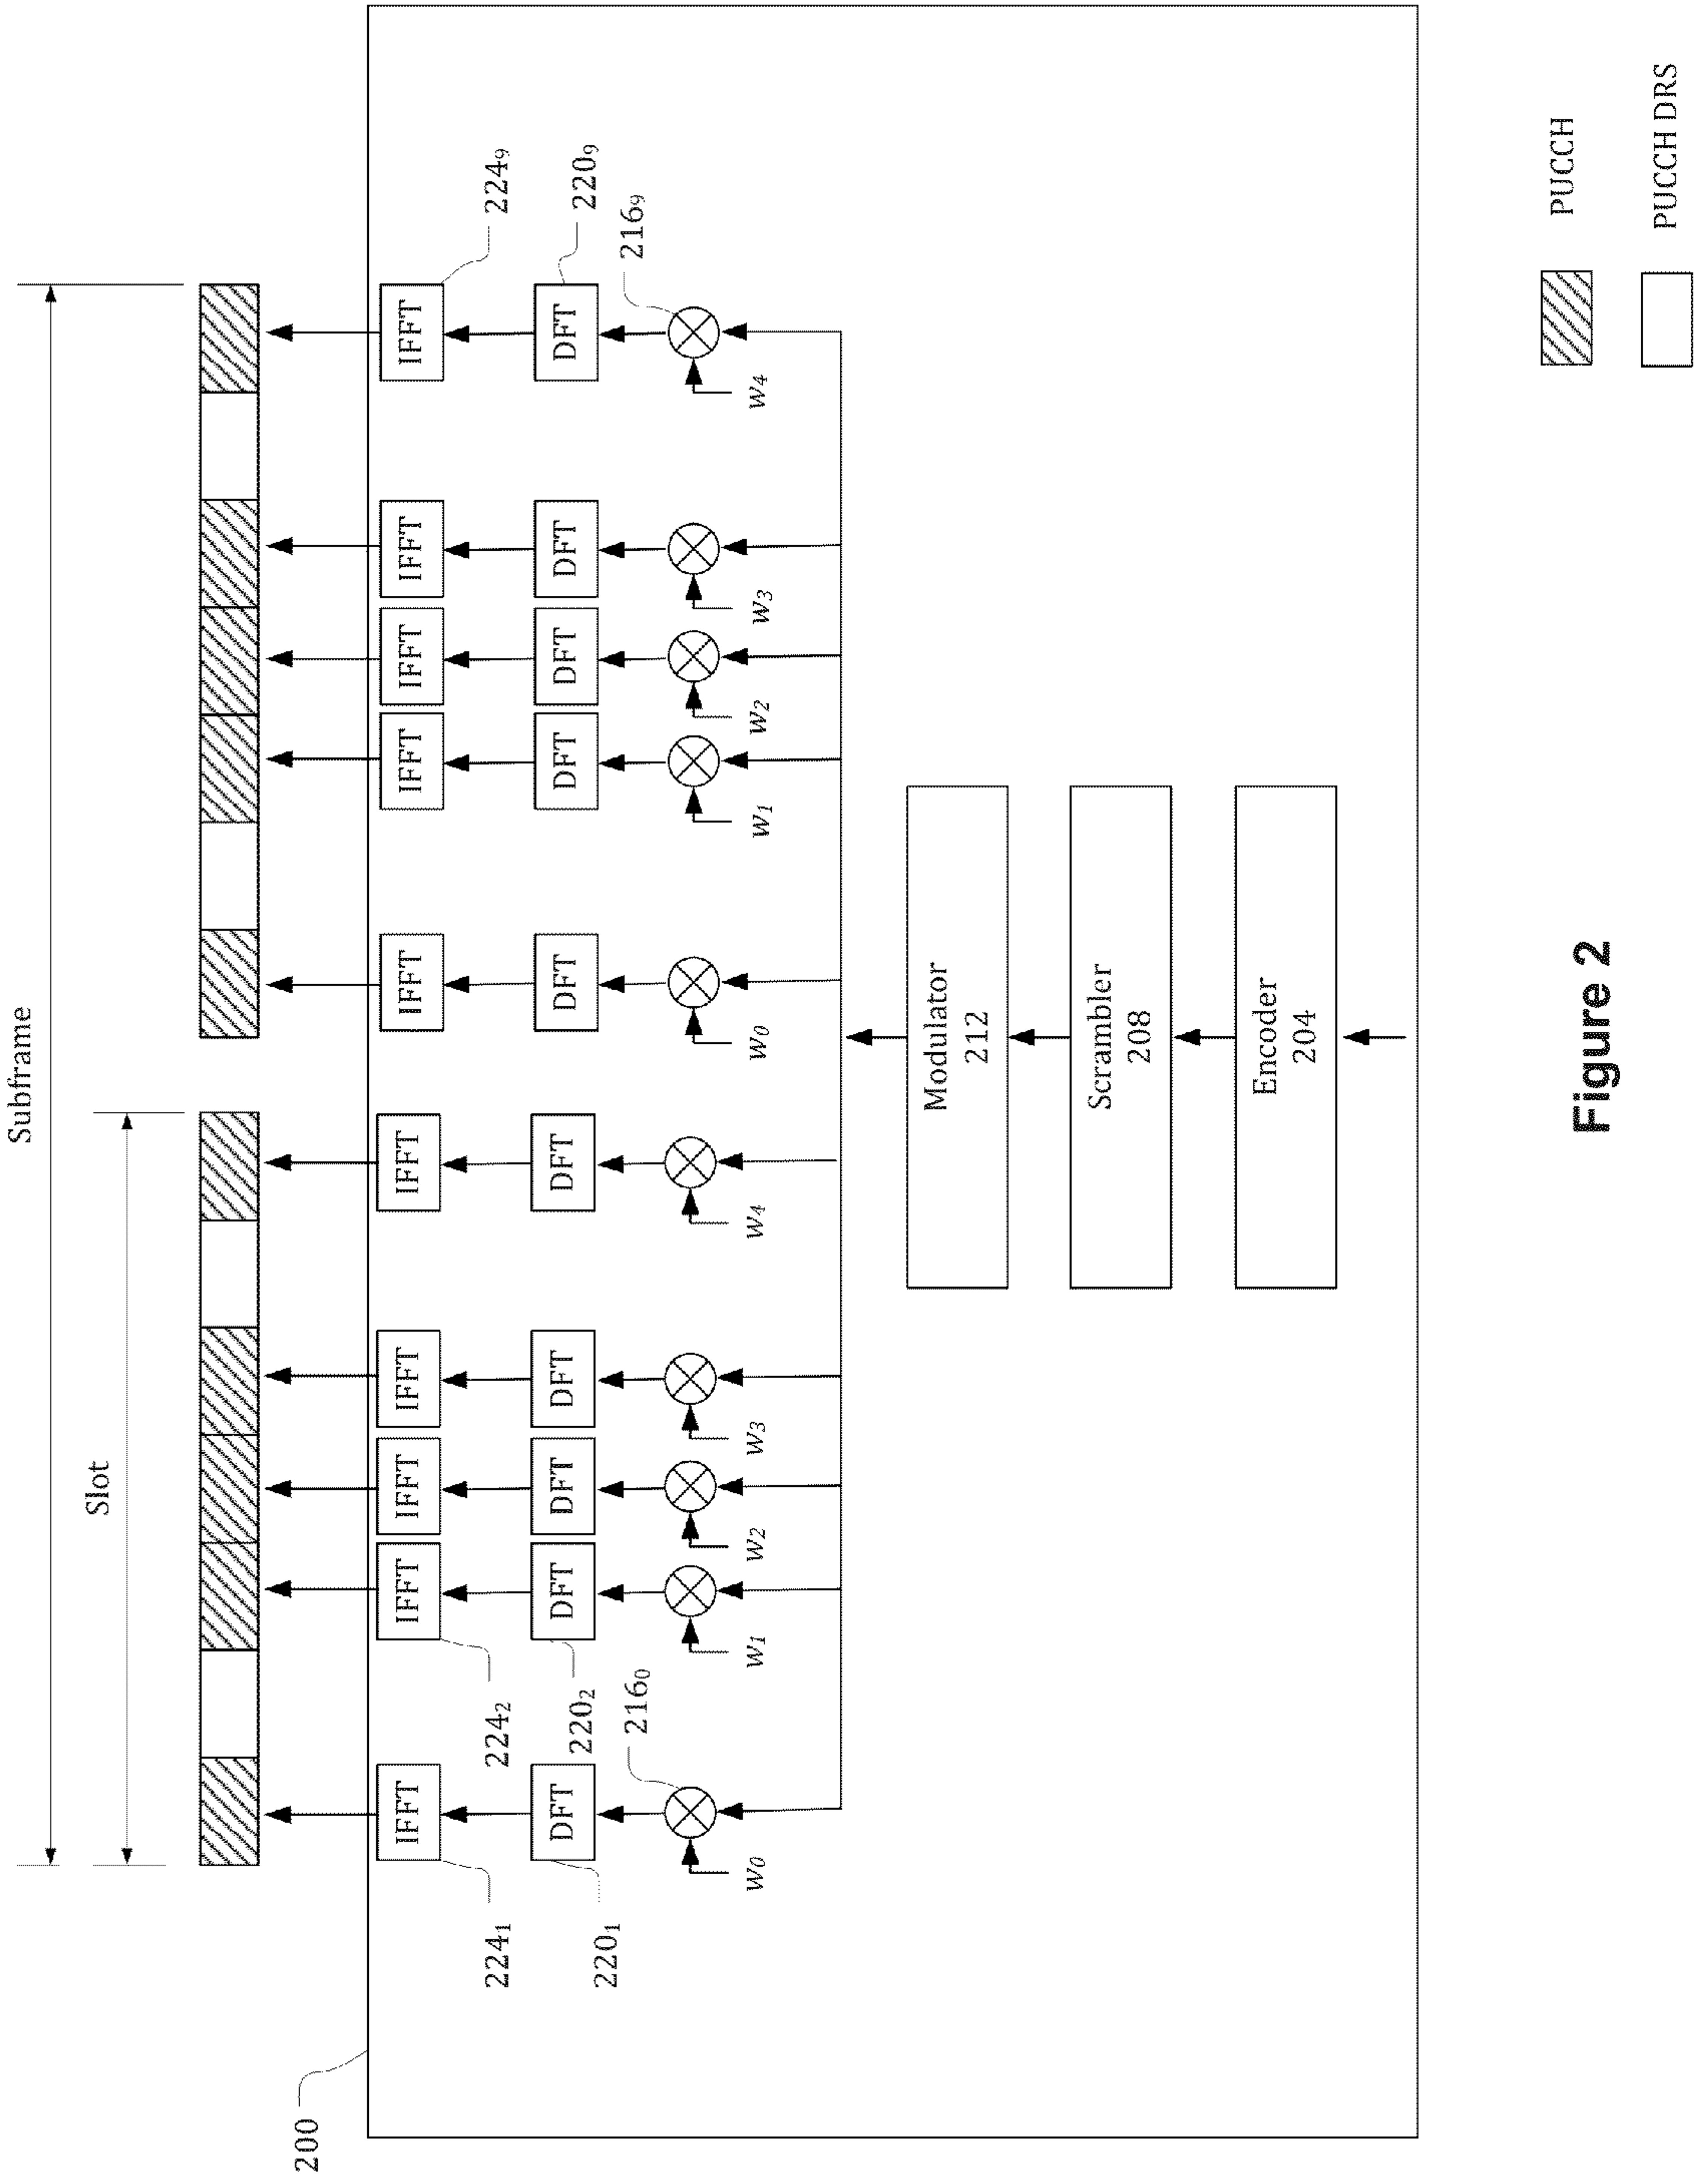 Subframe
Slot
200
224₁
IFFT
224₂
IFFT
IFFT
IFFT
IFFT
IFFT
IFFT
IFFT
IFFT
IFFT
224₉
220₁
DFT
220₂
DFT
DFT
DFT
DFT
DFT
DFT
DFT
DFT
DFT
220₉
216₀
216₉
w₀
w₁
w₂
w₃
w₄
w₀
w₁
w₂
w₃
w₄
Modulator
212
Scrambler
208
Encoder
204
PUCCH
PUCCH DRS
Figure 2